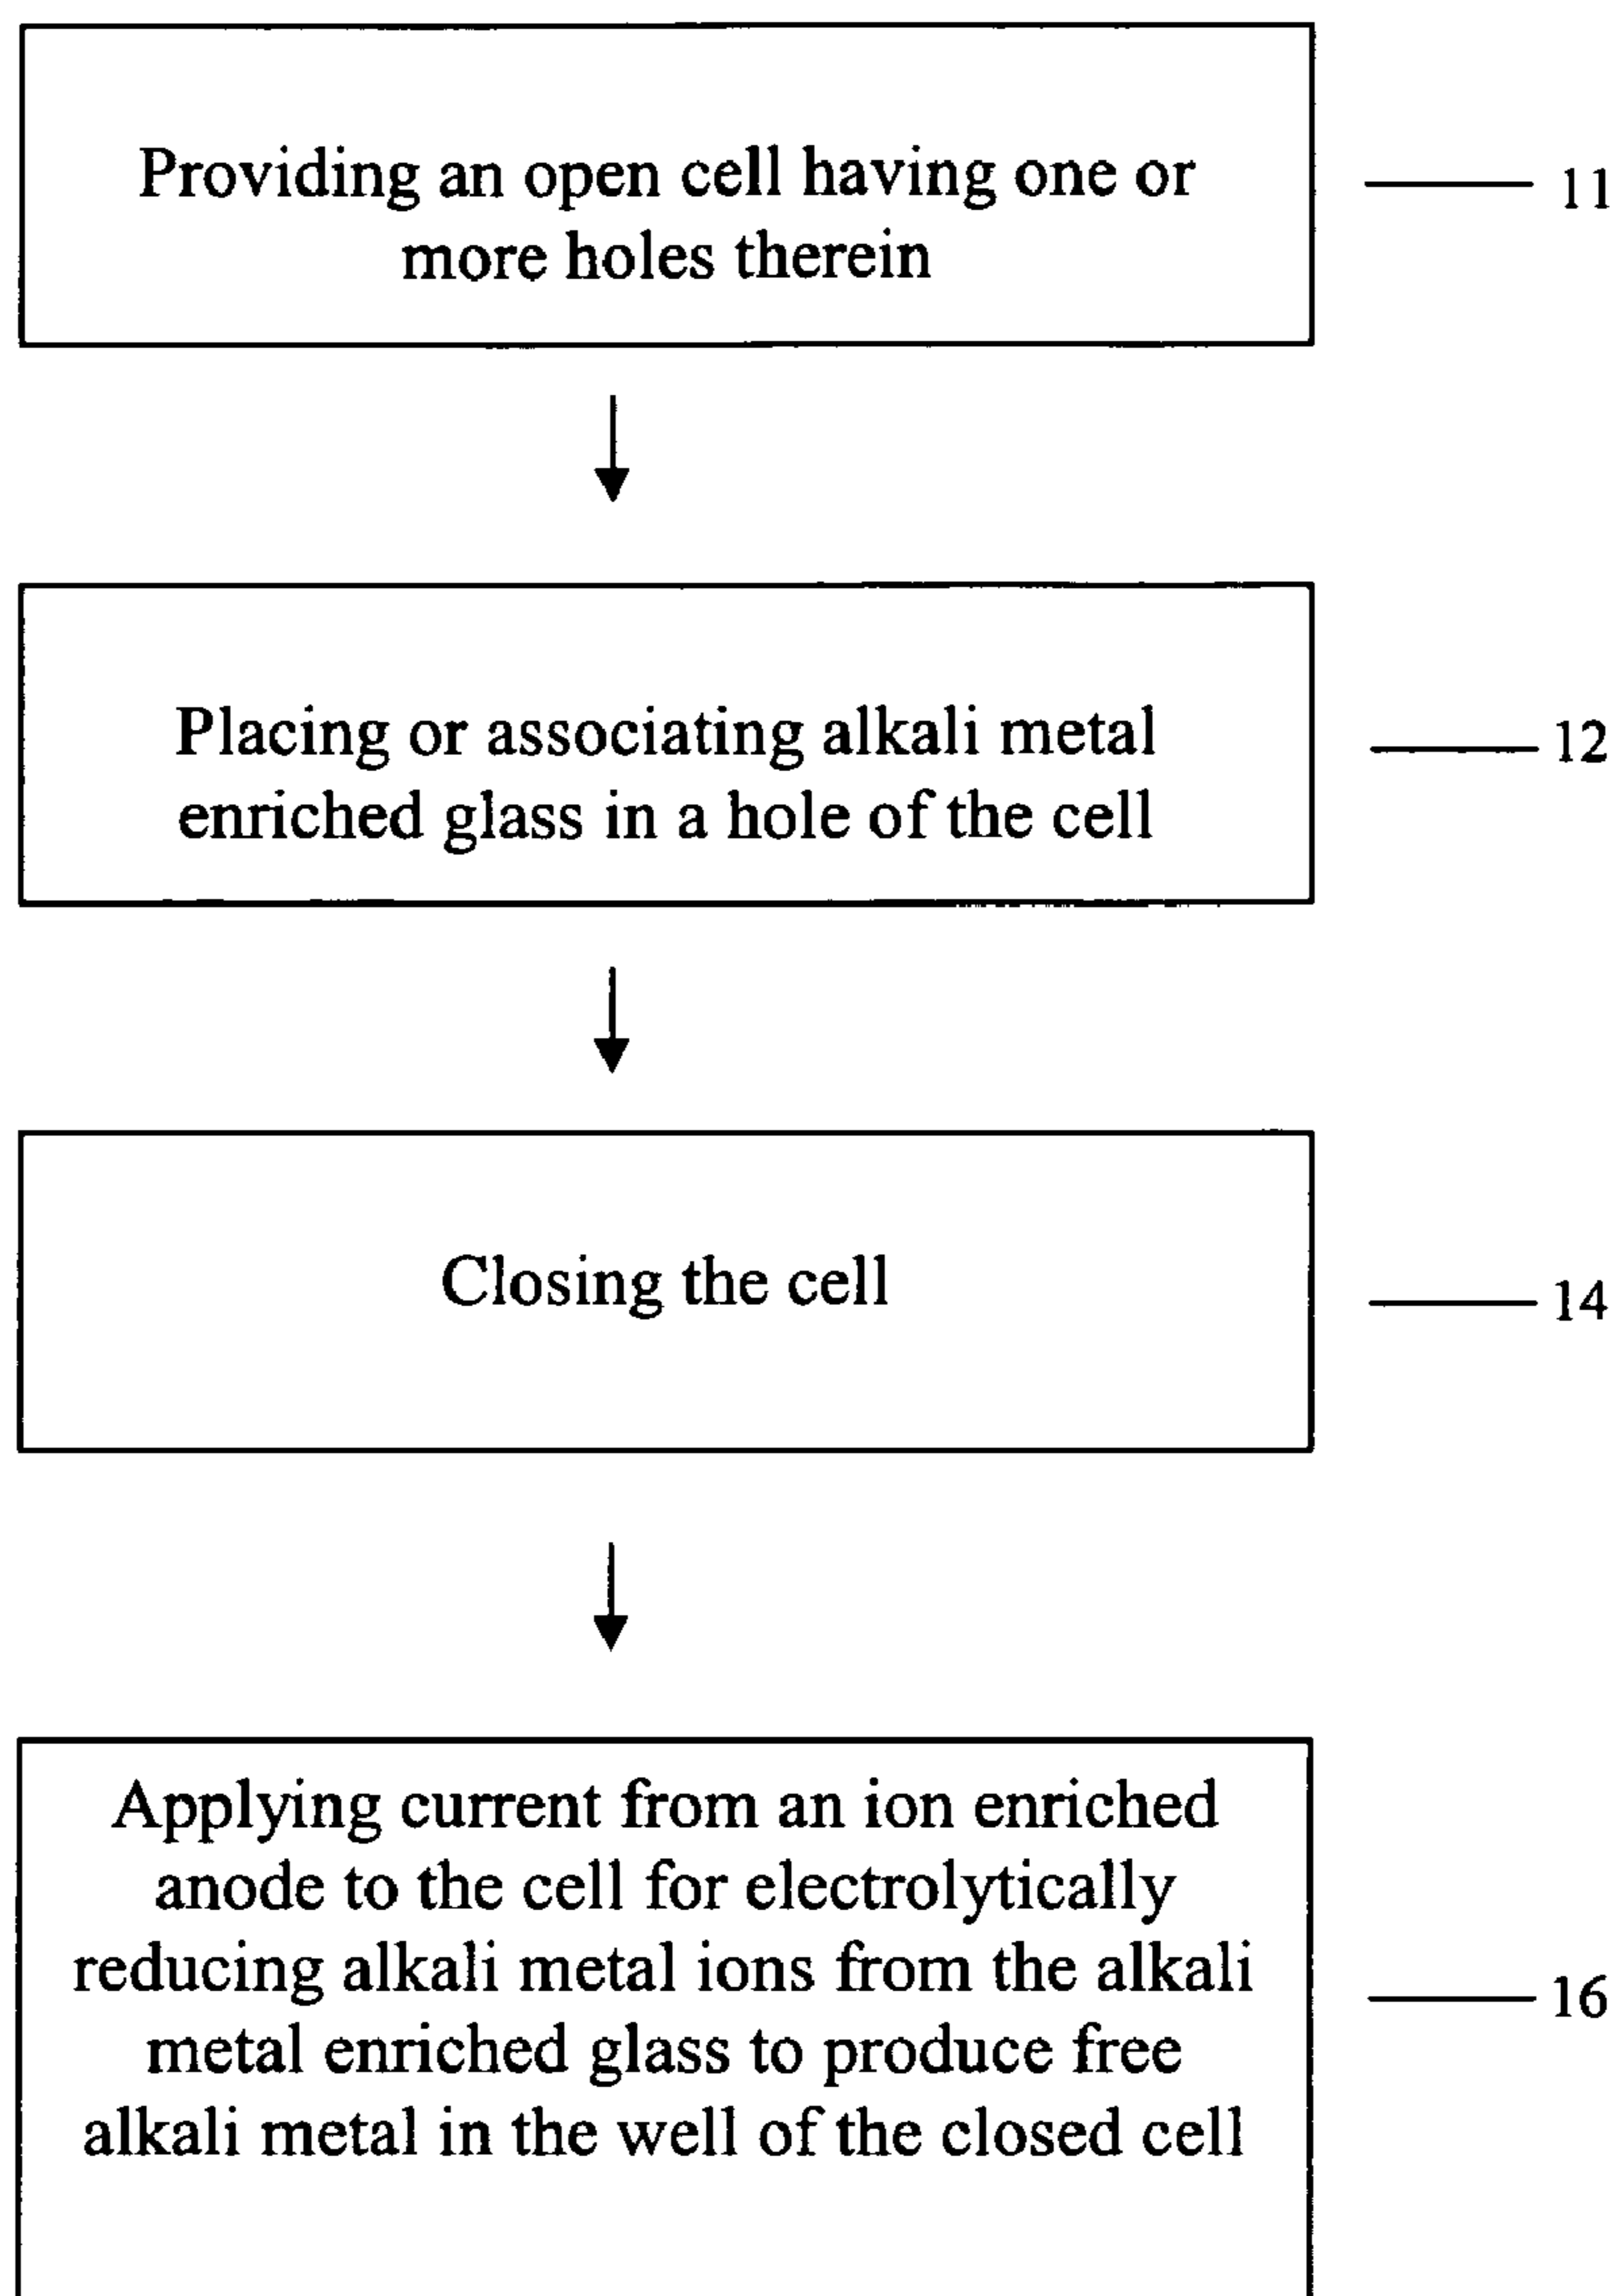 Providing an open cell having one or
more holes therein
11
Placing or associating alkali metal
enriched glass in a hole of the cell
12
Closing the cell
14
Applying current from an ion enriched
anode to the cell for electrolytically
reducing alkali metal ions from the alkali
metal enriched glass to produce free
alkali metal in the well of the closed cell
16